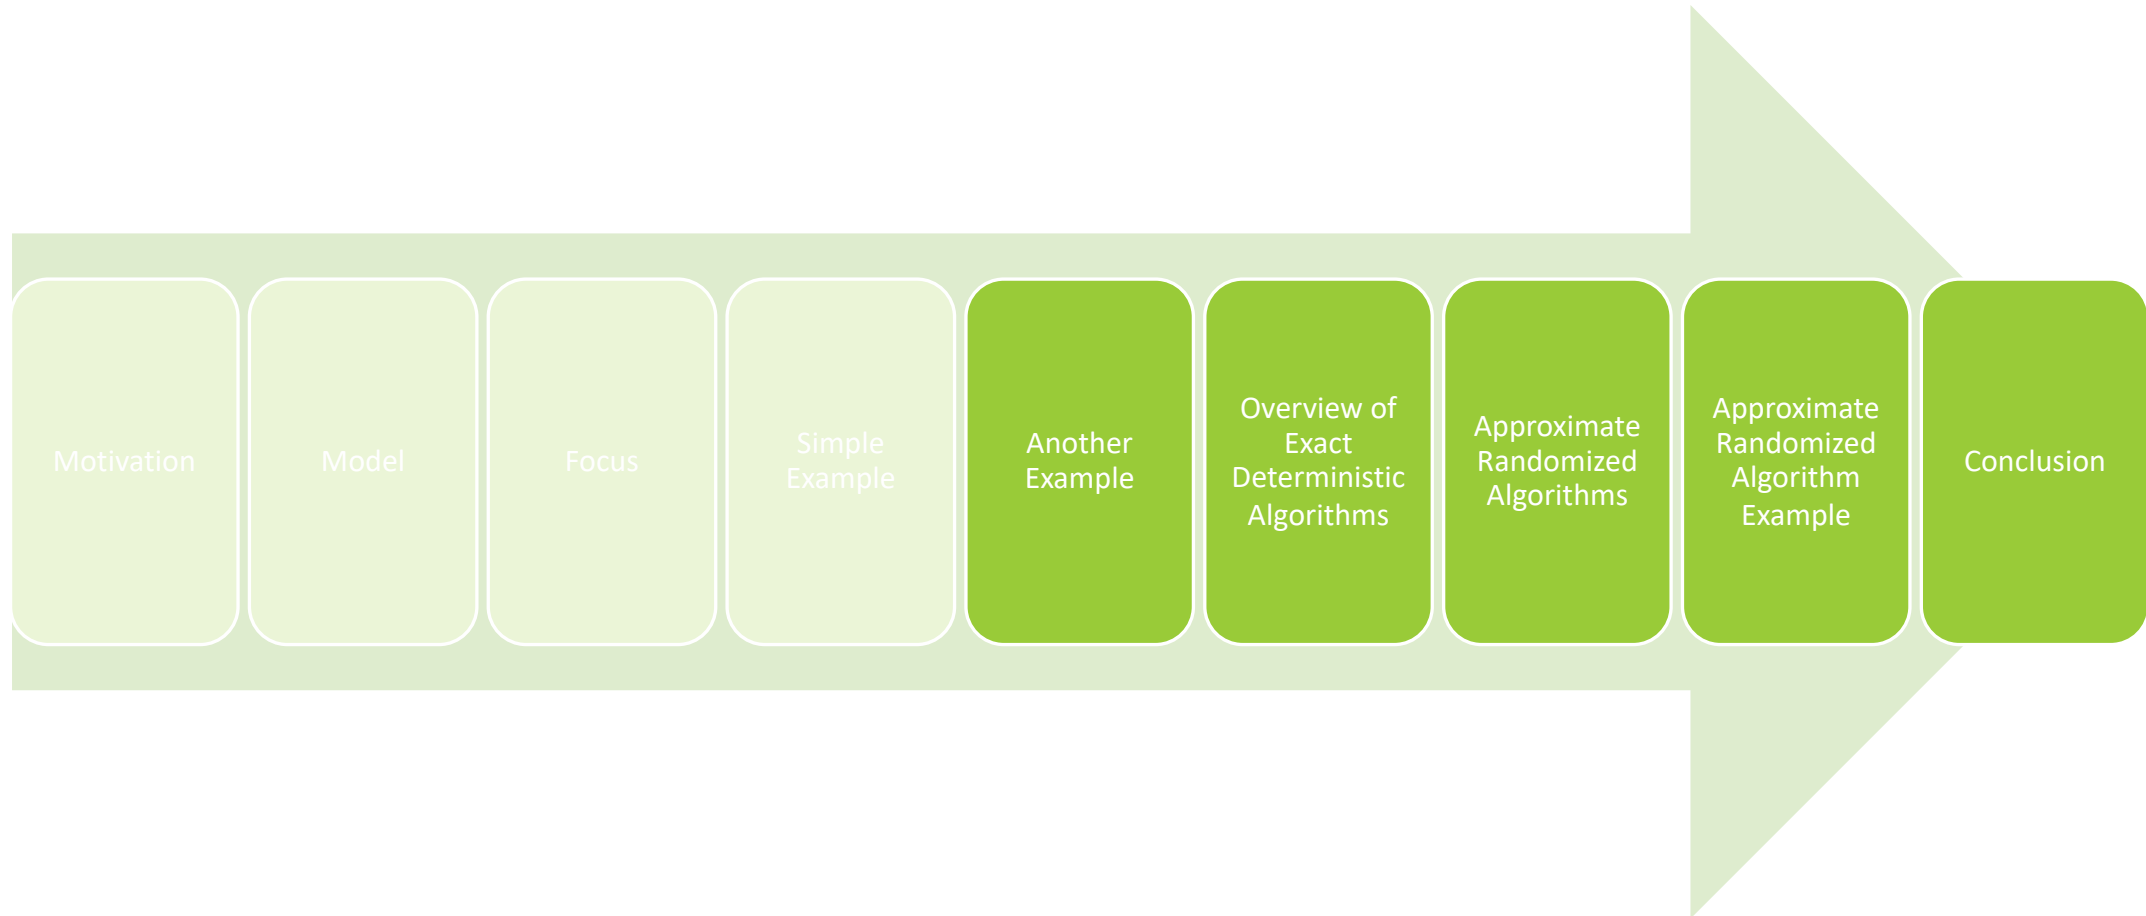 Motivation
Model
Focus
Simple
Example
Another
Example
Overview of
Exact
Deterministic
Algorithms
Approximate
Randomized
Algorithms
Approximate
Randomized
Algorithm
Example
Conclusion